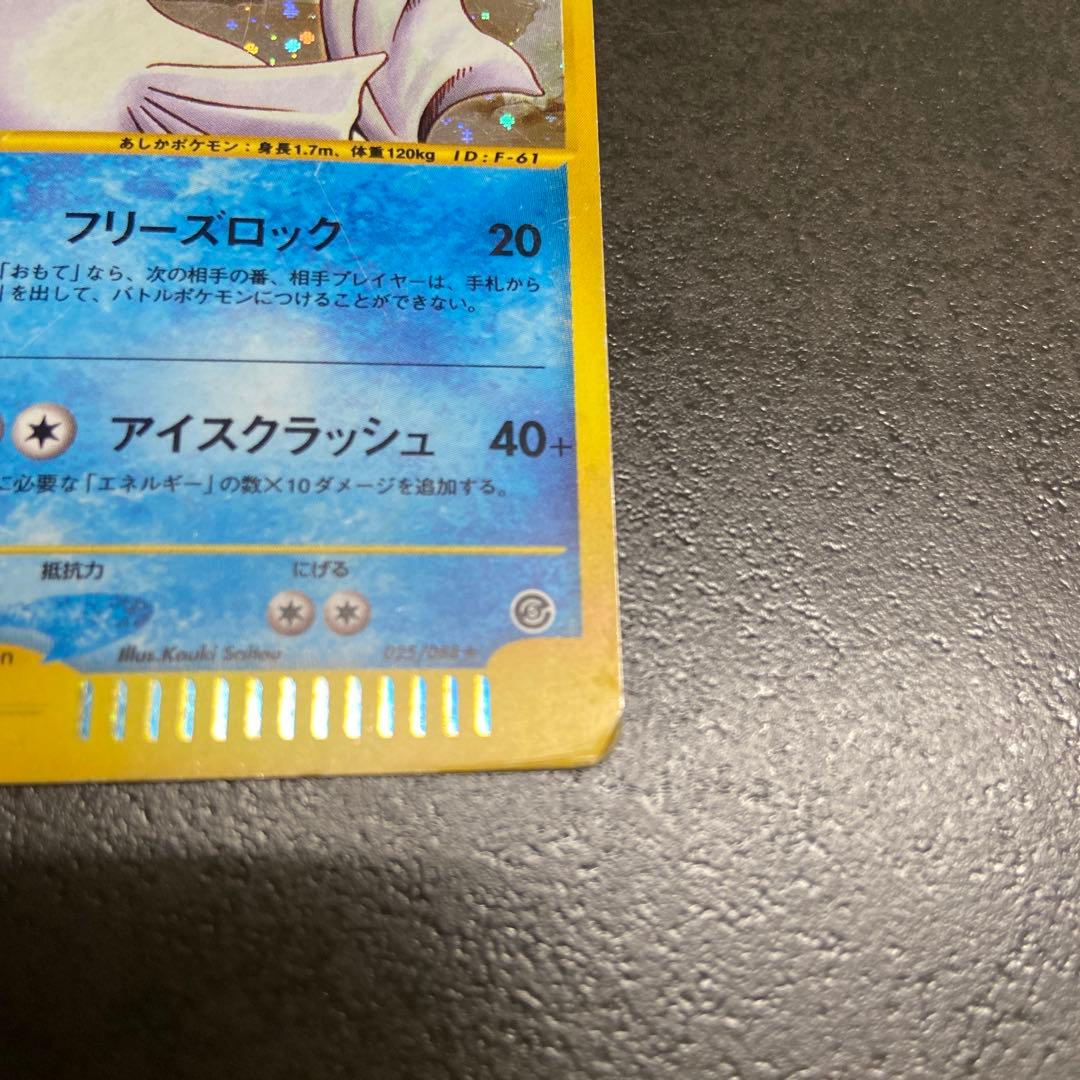 あしかポケモン：身長1.7m、体重120kg ID:F-61
フリーズロック 20
「おもて」なら、次の相手の番、相手プレイヤーは、手札から
」を出して、バトルポケモンにつけることができない。
アイスクラッシュ 40+
に必要な「エネルギー」の数×10ダメージを追加する。
抵抗力 にげる
n Illus.Kouki Saitou 025/088★